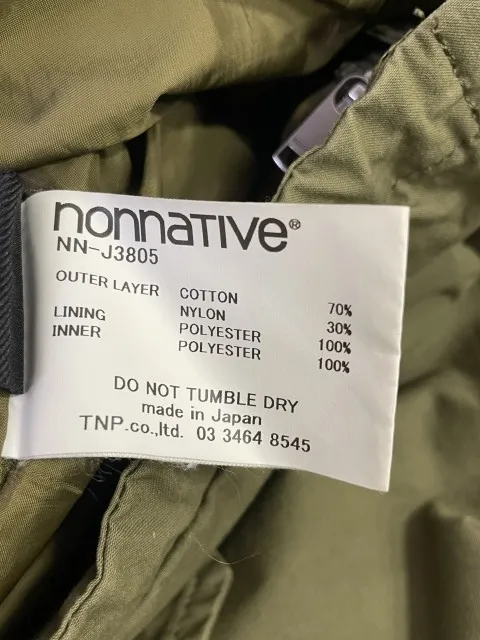 nonnative®
NN-J3805
OUTER LAYER COTTON 70%
NYLON 30%
LINING POLYESTER 100%
INNER POLYESTER 100%
DO NOT TUMBLE DRY
made in Japan
TNP.co.,ltd. 03 3464 8545